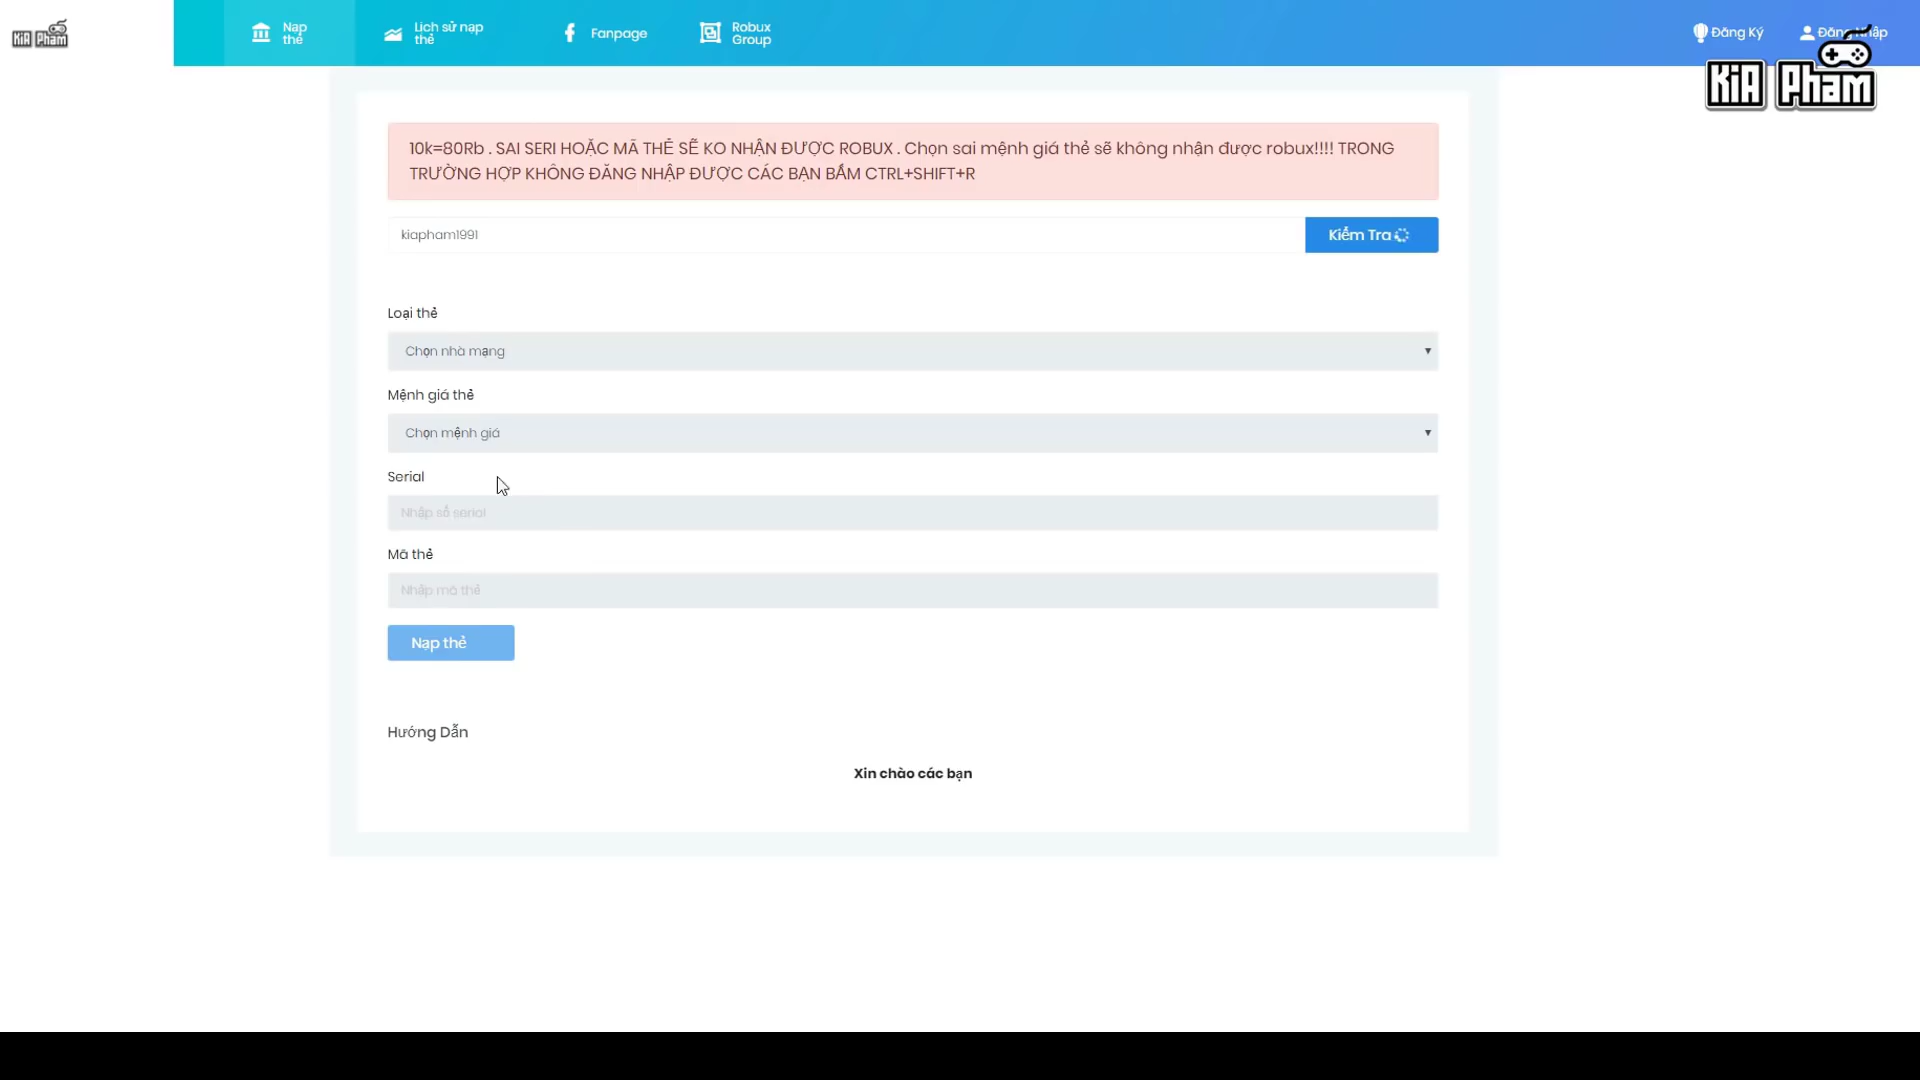 KiA Pham
Nạp
thẻ
Lịch sử nạp
thẻ
Fanpage
Robux
Group
Đăng Ký
Đăng Nhập
KiA Pham
10k=80Rb . SAI SERI HOẶC MÃ THẺ SẼ KO NHẬN ĐƯỢC ROBUX . Chọn sai mệnh giá thẻ sẽ không nhận được robux!!!! TRONG
TRƯỜNG HỢP KHÔNG ĐĂNG NHẬP ĐƯỢC CÁC BẠN BẤM CTRL+SHIFT+R
kiapham1991
Kiểm Tra
Loại thẻ
Chọn nhà mạng
Mệnh giá thẻ
Chọn mệnh giá
Serial
Nhập số serial
Mã thẻ
Nhập mã thẻ
Nạp thẻ
Hướng Dẫn
Xin chào các bạn